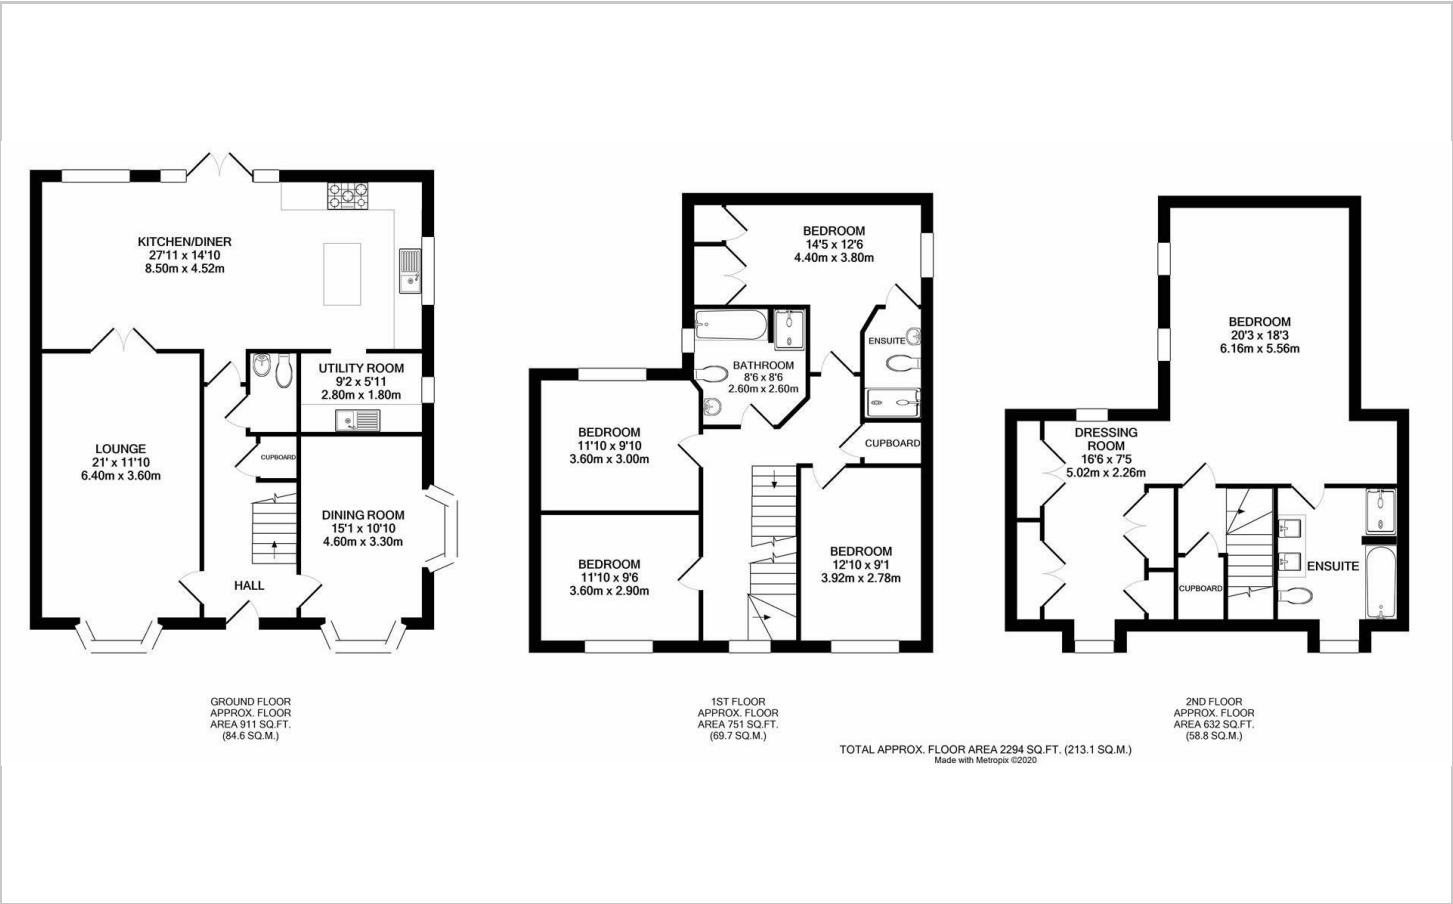 KITCHEN/DINER
27'11 x 14'10
8.50m x 4.52m
UTILITY ROOM
9'2 x 5'11
2.80m x 1.80m
LOUNGE
21' x 11'10
6.40m x 3.60m
CUPBOARD
DINING ROOM
15'1 x 10'10
4.60m x 3.30m
HALL
GROUND FLOOR
APPROX. FLOOR
AREA 911 SQ.FT.
(84.6 SQ.M.)
BEDROOM
14'5 x 12'6
4.40m x 3.80m
ENSUITE
BATHROOM
8'6 x 8'6
2.60m x 2.60m
BEDROOM
11'10 x 9'10
3.60m x 3.00m
CUPBOARD
BEDROOM
11'10 x 9'6
3.60m x 2.90m
BEDROOM
12'10 x 9'1
3.92m x 2.78m
1ST FLOOR
APPROX. FLOOR
AREA 751 SQ.FT.
(69.7 SQ.M.)
BEDROOM
20'3 x 18'3
6.16m x 5.56m
DRESSING
ROOM
16'6 x 7'5
5.02m x 2.26m
ENSUITE
CUPBOARD
2ND FLOOR
APPROX. FLOOR
AREA 632 SQ.FT.
(58.8 SQ.M.)
TOTAL APPROX. FLOOR AREA 2294 SQ.FT. (213.1 SQ.M.)
Made with Metropix ©2020